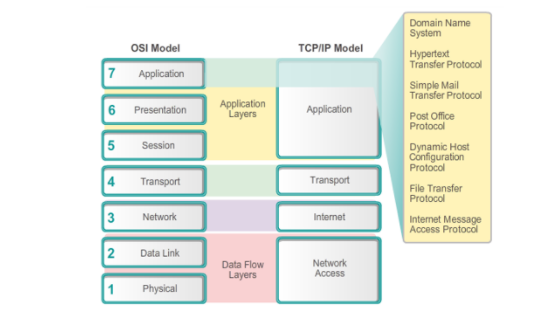 OSI Model
TCP/IP Model
7 Application
6 Presentation
5 Session
4 Transport
3 Network
2 Data Link
1 Physical
Application
Layers
Data Flow
Layers
Application
Transport
Internet
Network
Access
Domain Name
System
Hypertext
Transfer Protocol
Simple Mail
Transfer Protocol
Post Office
Protocol
Dynamic Host
Configuration
Protocol
File Transfer
Protocol
Internet Message
Access Protocol